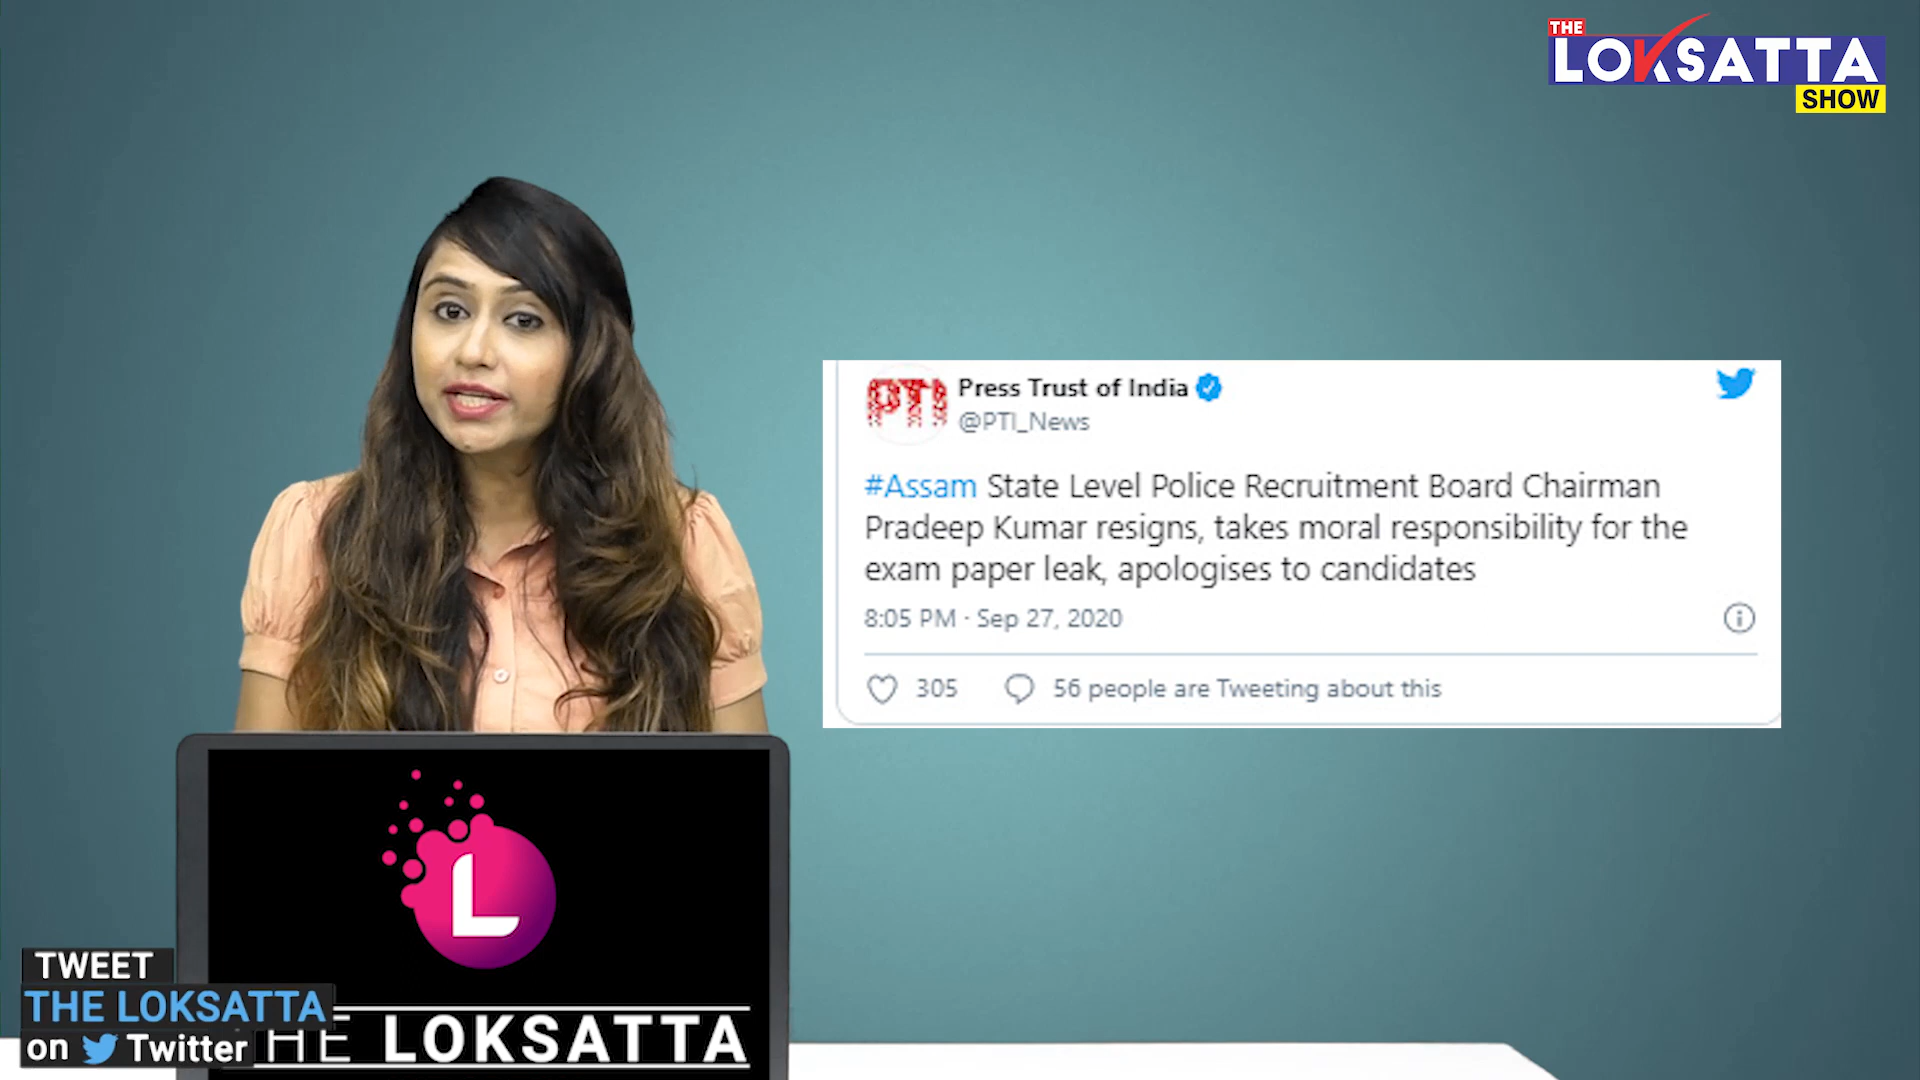 THE
LOKSATTA
SHOW
PTI
Press Trust of India
@PTI_News
#Assam State Level Police Recruitment Board Chairman
Pradeep Kumar resigns, takes moral responsibility for the
exam paper leak, apologises to candidates
8:05 PM · Sep 27, 2020
305
56 people are Tweeting about this
L
TWEET
THE LOKSATTA
on Twitter
HE LOKSATTA